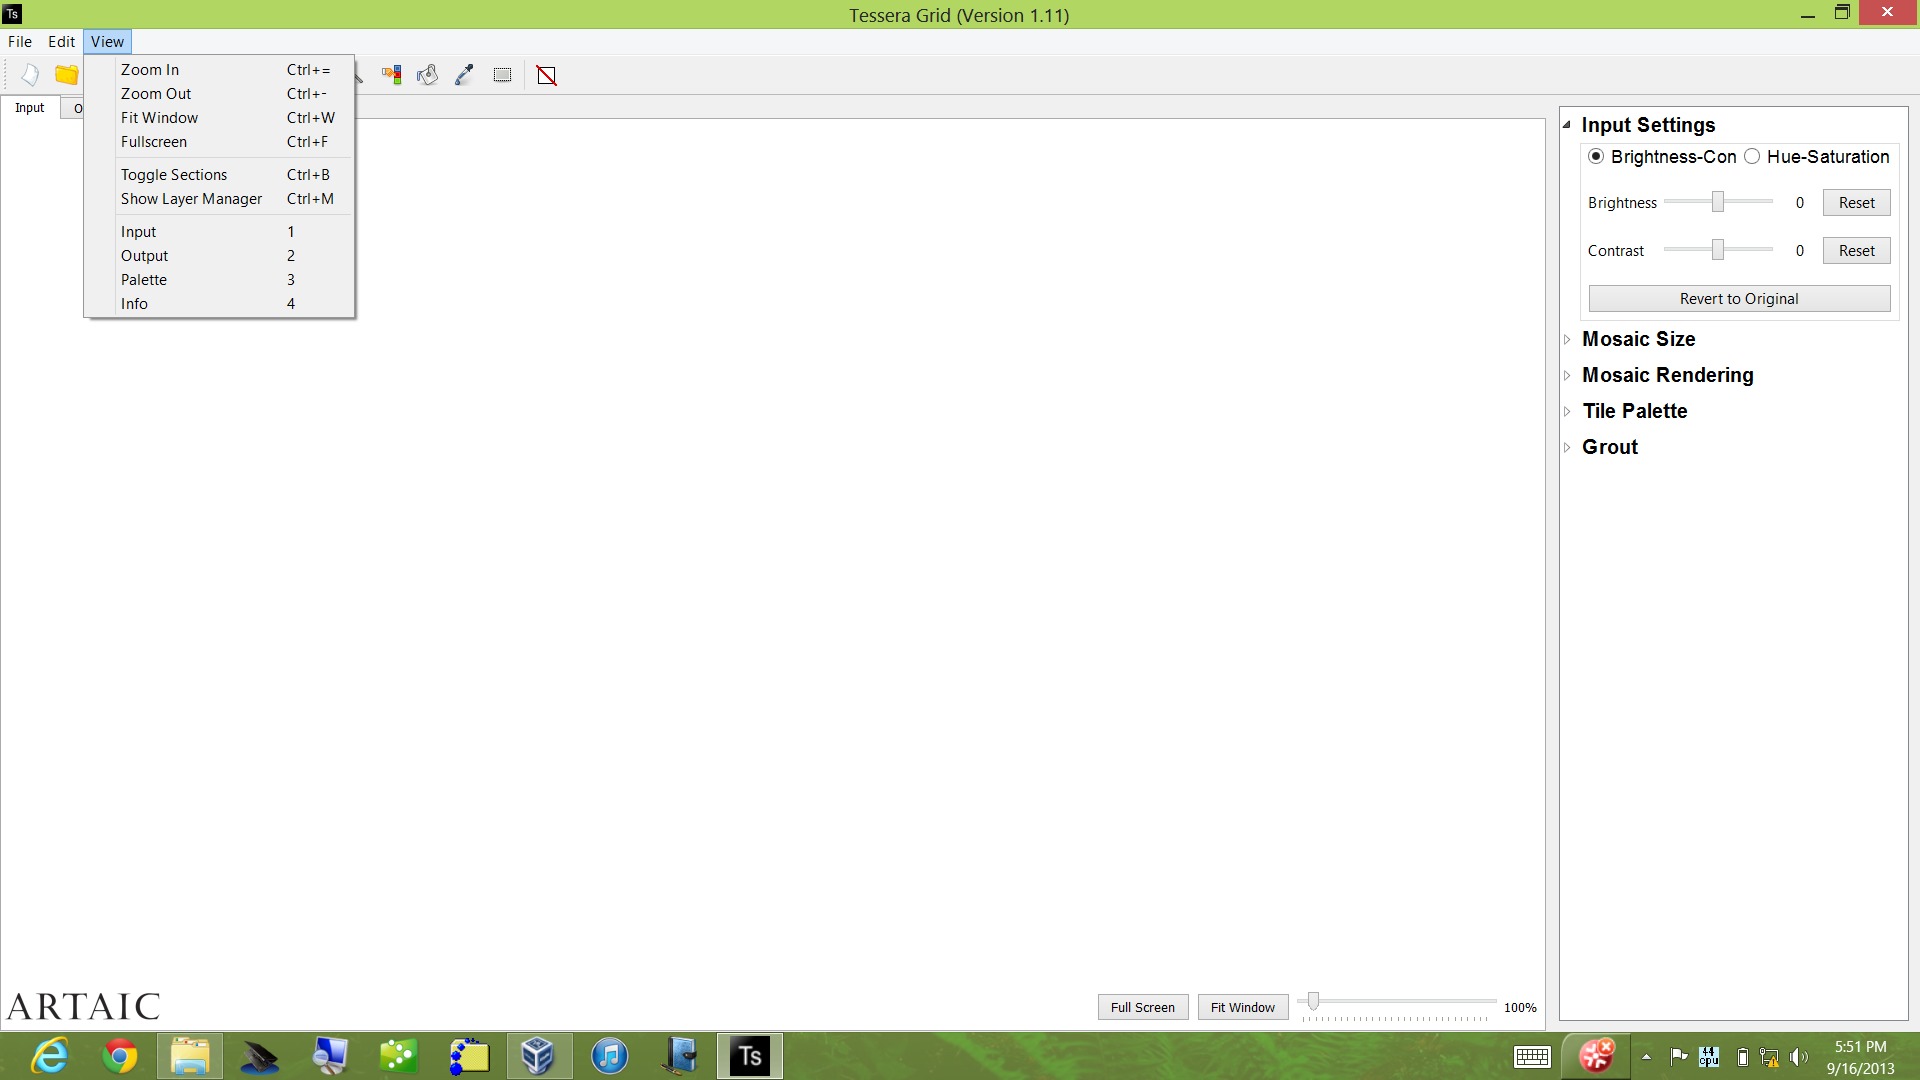 Ts
Tessera Grid (Version 1.11)
File Edit View
Zoom In Ctrl+=
Zoom Out Ctrl+-
Fit Window Ctrl+W
Fullscreen Ctrl+F
Toggle Sections Ctrl+B
Show Layer Manager Ctrl+M
Input 1
Output 2
Palette 3
Info 4
Input O
Input Settings
Brightness-Con Hue-Saturation
Brightness 0 Reset
Contrast 0 Reset
Revert to Original
Mosaic Size
Mosaic Rendering
Tile Palette
Grout
ARTAIC
Full Screen Fit Window 100%
Ts
44
cpu
5:51 PM
9/16/2013